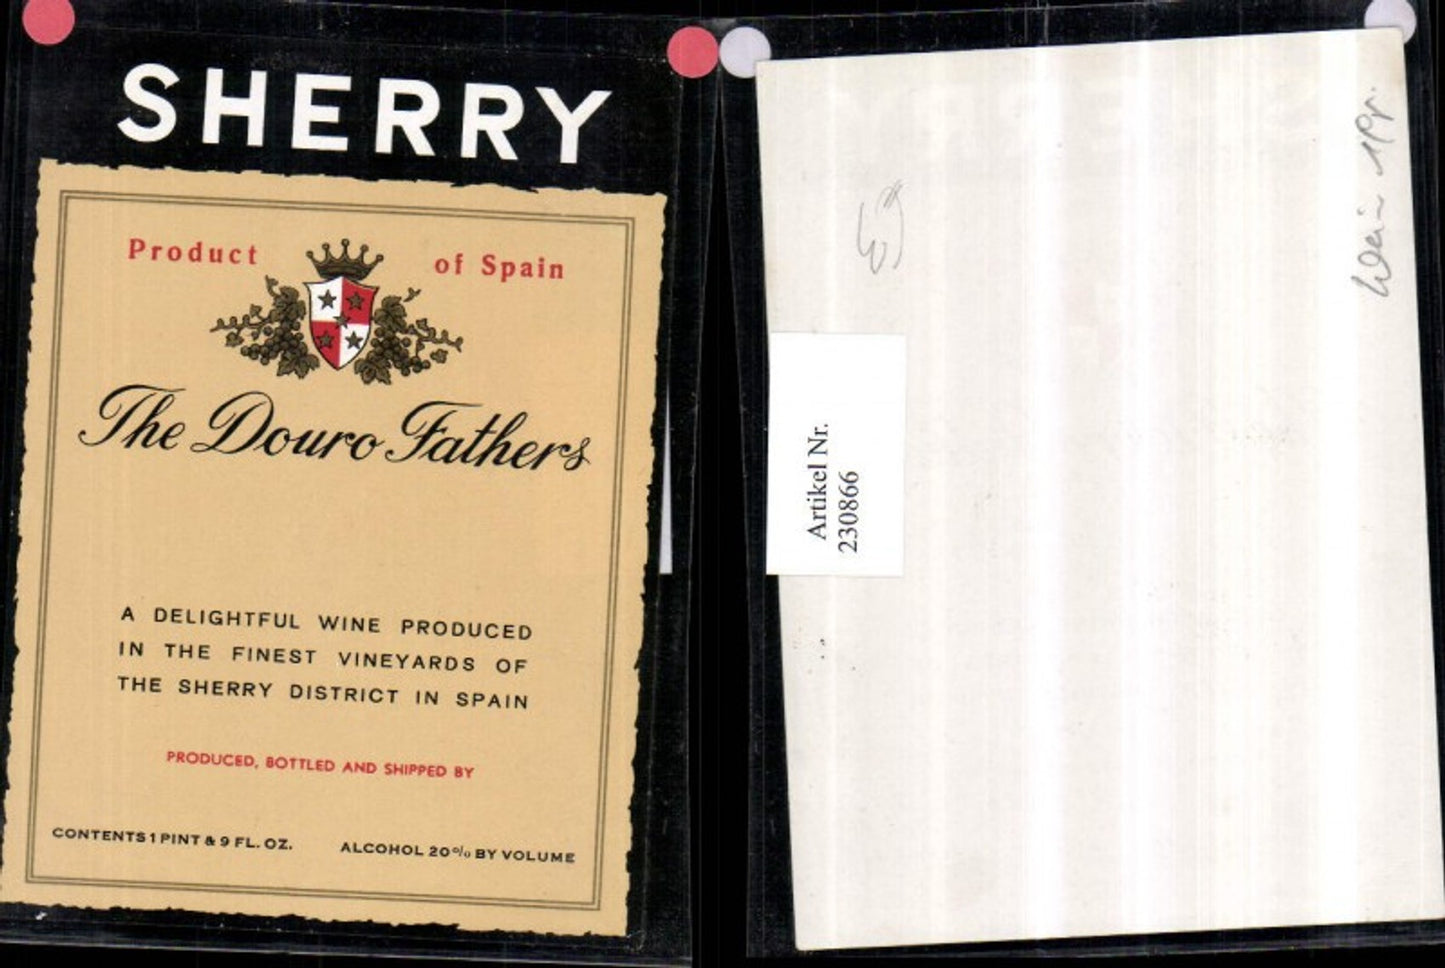 SHERRY
Product of Spain
The Douro Fathers
A DELIGHTFUL WINE PRODUCED
IN THE FINEST VINEYARDS OF
THE SHERRY DISTRICT IN SPAIN
PRODUCED, BOTTLED AND SHIPPED BY
CONTENTS 1 PINT & 9 FL. OZ. ALCOHOL 20% BY VOLUME
Artikel Nr.
230866
Wein